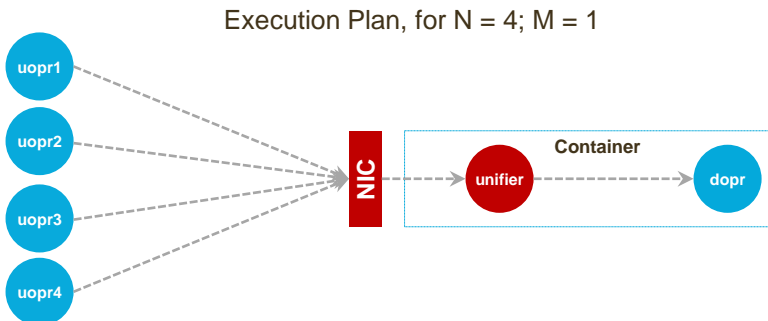 Execution Plan, for N = 4; M = 1
uopr1
uopr2
uopr3
uopr4
NIC
Container
unifier
dopr